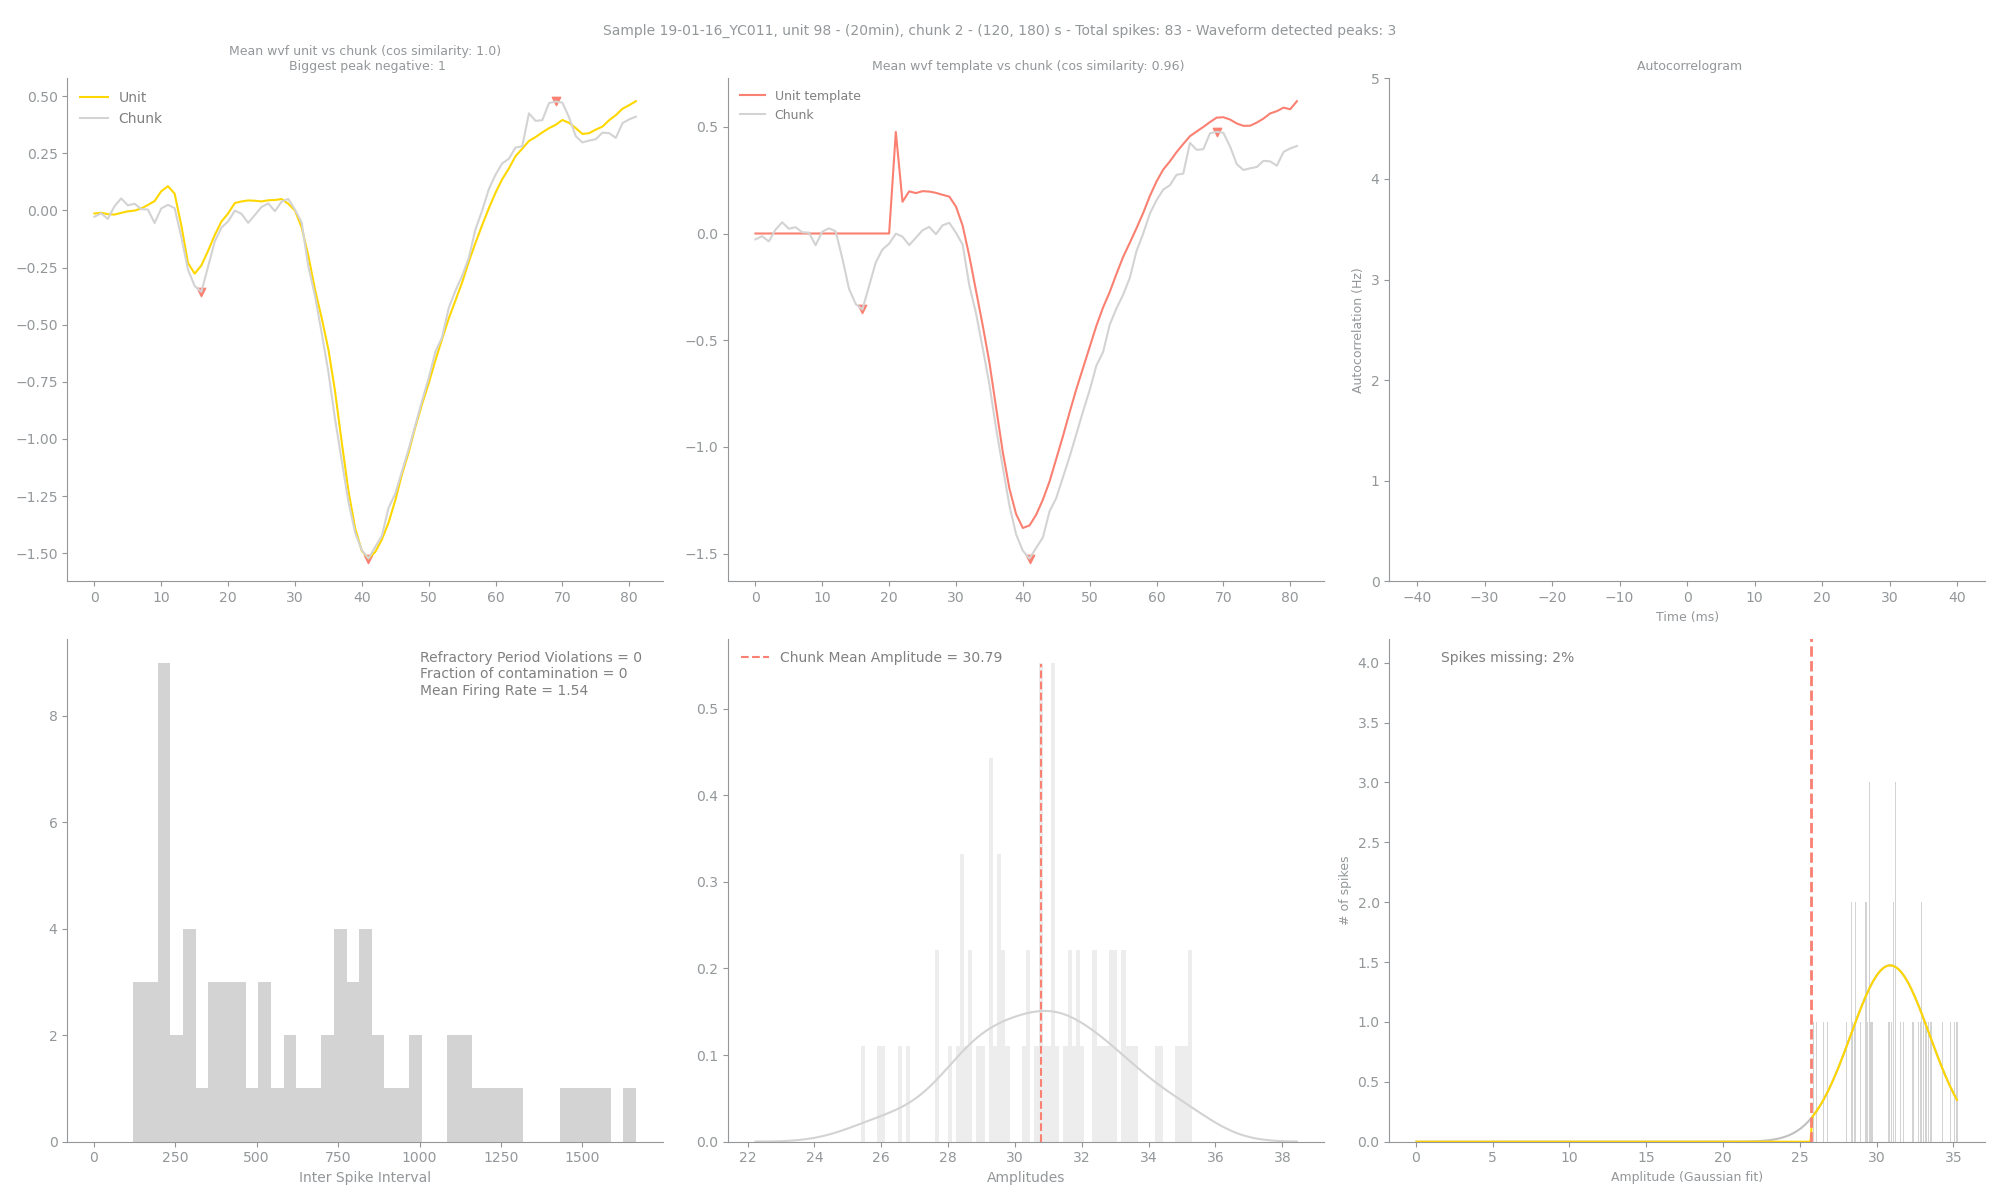 Sample 19-01-16_YC011, unit 98 - (20min), chunk 2 - (120, 180) s - Total spikes: 83 - Waveform detected peaks: 3
Mean wvf unit vs chunk (cos similarity: 1.0)
Biggest peak negative: 1
Unit
Chunk
0.50
0.25
0.00
−0.25
−0.50
−0.75
−1.00
−1.25
−1.50
0 10 20 30 40 50 60 70 80
Mean wvf template vs chunk (cos similarity: 0.96)
Unit template
Chunk
0.5
0.0
−0.5
−1.0
−1.5
0 10 20 30 40 50 60 70 80
Autocorrelogram
Autocorrelation (Hz)
5
4
3
2
1
0
−40 −30 −20 −10 0 10 20 30 40
Time (ms)
Refractory Period Violations = 0
Fraction of contamination = 0
Mean Firing Rate = 1.54
8
6
4
2
0
0 250 500 750 1000 1250 1500
Inter Spike Interval
Chunk Mean Amplitude = 30.79
0.5
0.4
0.3
0.2
0.1
0.0
22 24 26 28 30 32 34 36 38
Amplitudes
Spikes missing: 2%
# of spikes
4.0
3.5
3.0
2.5
2.0
1.5
1.0
0.5
0.0
0 5 10 15 20 25 30 35
Amplitude (Gaussian fit)